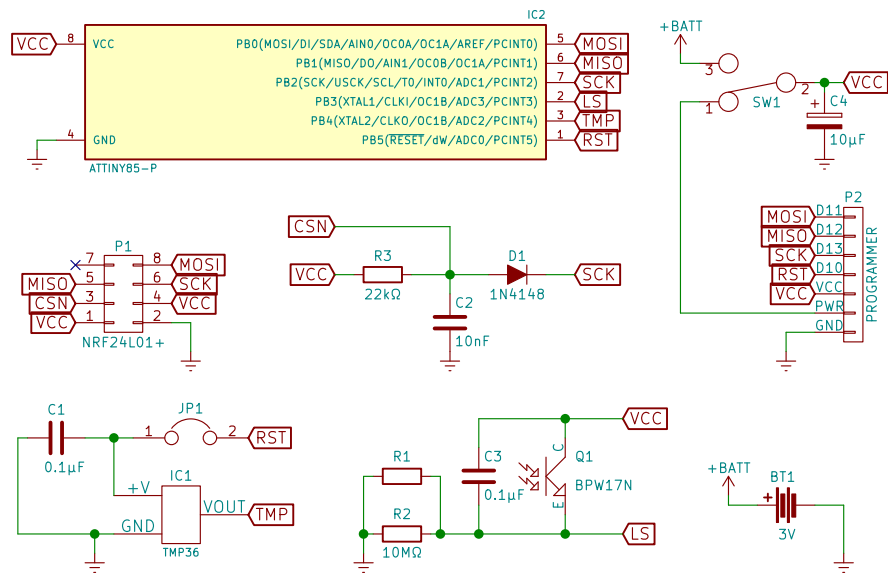 IC2
VCC 8 VCC PB0(MOSI/DI/SDA/AIN0/OC0A/OC1A/AREF/PCINT0) 5 MOSI
PB1(MISO/DO/AIN1/OC0B/OC1A/PCINT1) 6 MISO
PB2(SCK/USCK/SCL/T0/INT0/ADC1/PCINT2) 7 SCK
PB3(XTAL1/CLKI/OC1B/ADC3/PCINT3) 2 LS
PB4(XTAL2/CLKO/OC1B/ADC2/PCINT4) 3 TMP
4 GND PB5(RESET/dW/ADC0/PCINT5) 1 RST
ATTINY85-P
+BATT
3
2 VCC
SW1
1
+ C4
10µF
P2
MOSI D11
MISO D12
SCK D13
RST D10
VCC VCC
PWR
GND
PROGRAMMER
P1
7 8 MOSI
MISO 5 6 SCK
CSN 3 4 VCC
VCC 1 2
NRF24L01+
CSN
R3
VCC
22kΩ
D1
SCK
1N4148
C2
10nF
C1
0.1µF
JP1
1 2 RST
IC1
+V
VOUT TMP
GND
TMP36
VCC
C3
0.1µF
C
Q1
BPW17N
E
R1
R2
10MΩ
LS
+BATT
BT1
+
3V